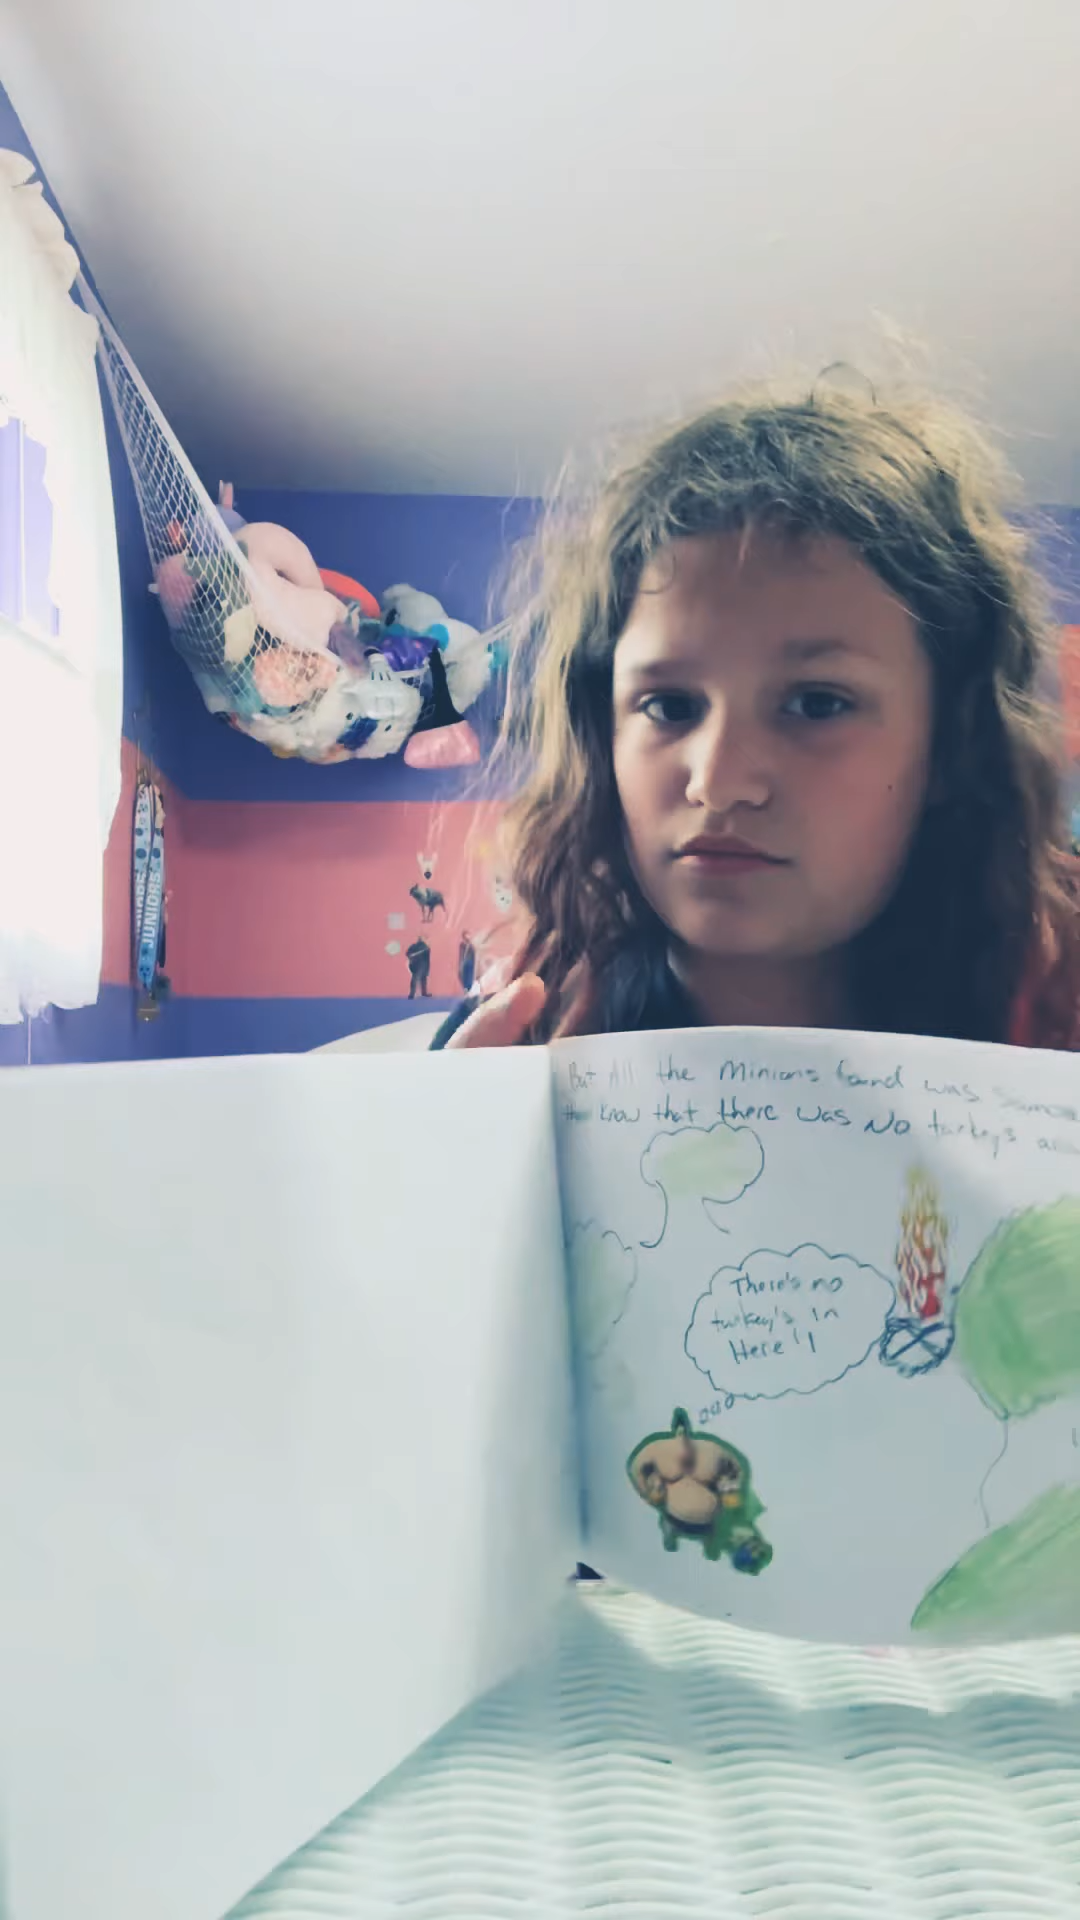 JUNIORS
But All the Minions found was
know that there was No turkeys
There's no
turkey's in
Here!!